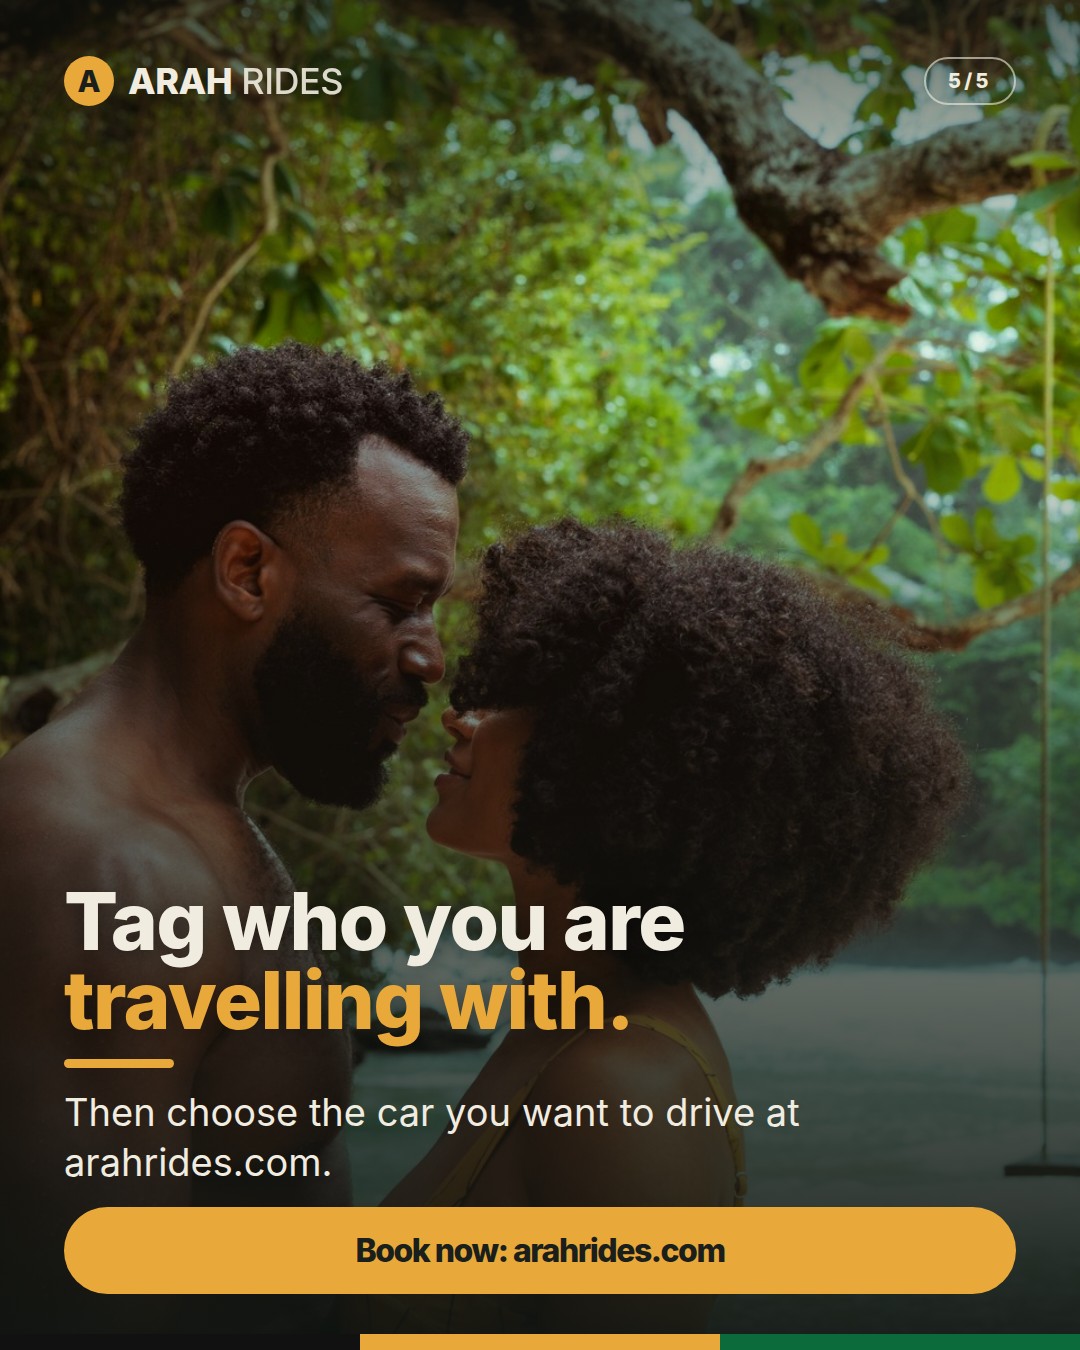 A ARAH RIDES
5/5
Tag who you are
travelling with.
Then choose the car you want to drive at
arahrides.com.
Book now: arahrides.com